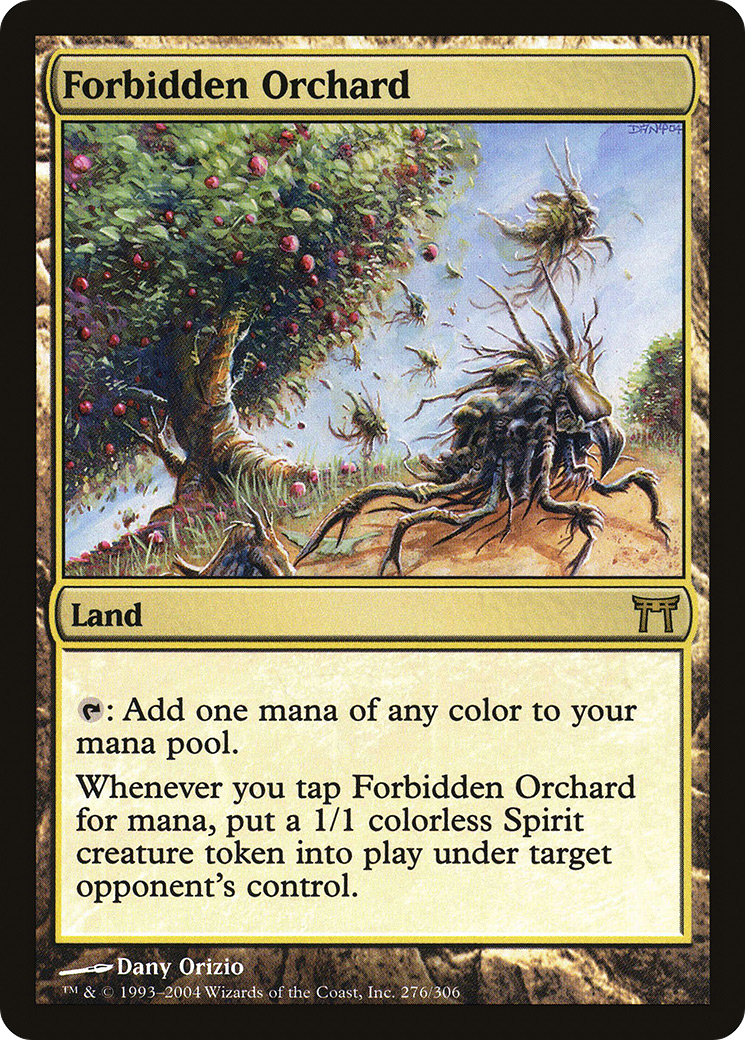 Forbidden Orchard
DAN4P04
Land
: Add one mana of any color to your
mana pool.
Whenever you tap Forbidden Orchard
for mana, put a 1/1 colorless Spirit
creature token into play under target
opponent's control.
Dany Orizio
™ & © 1993–2004 Wizards of the Coast, Inc. 276/306